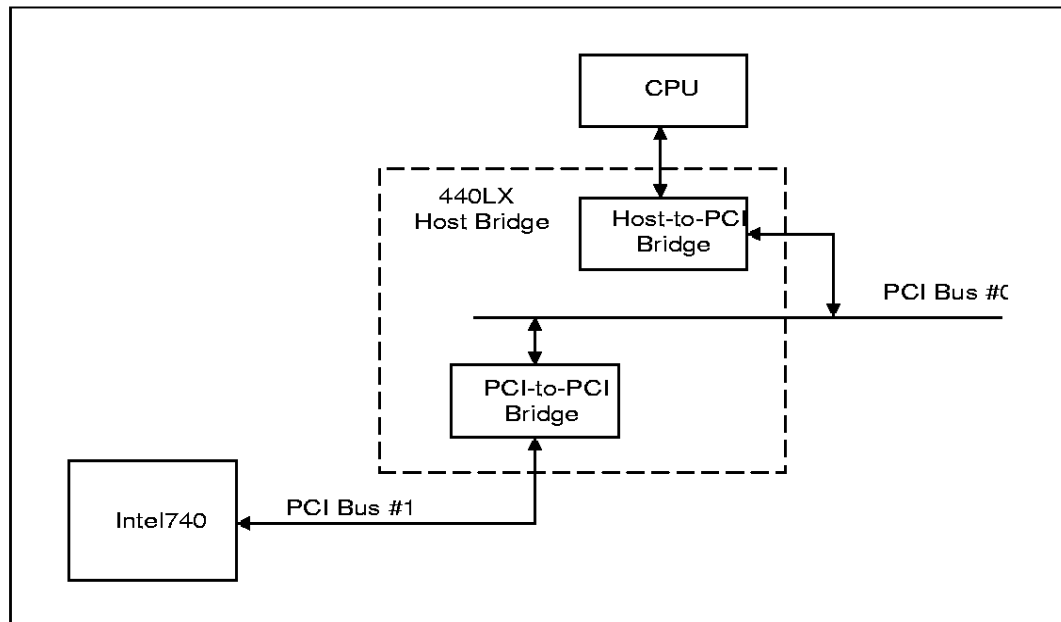 CPU
440LX
Host Bridge
Host-to-PCI
Bridge
PCI Bus #0
PCI-to-PCI
Bridge
PCI Bus #1
Intel740